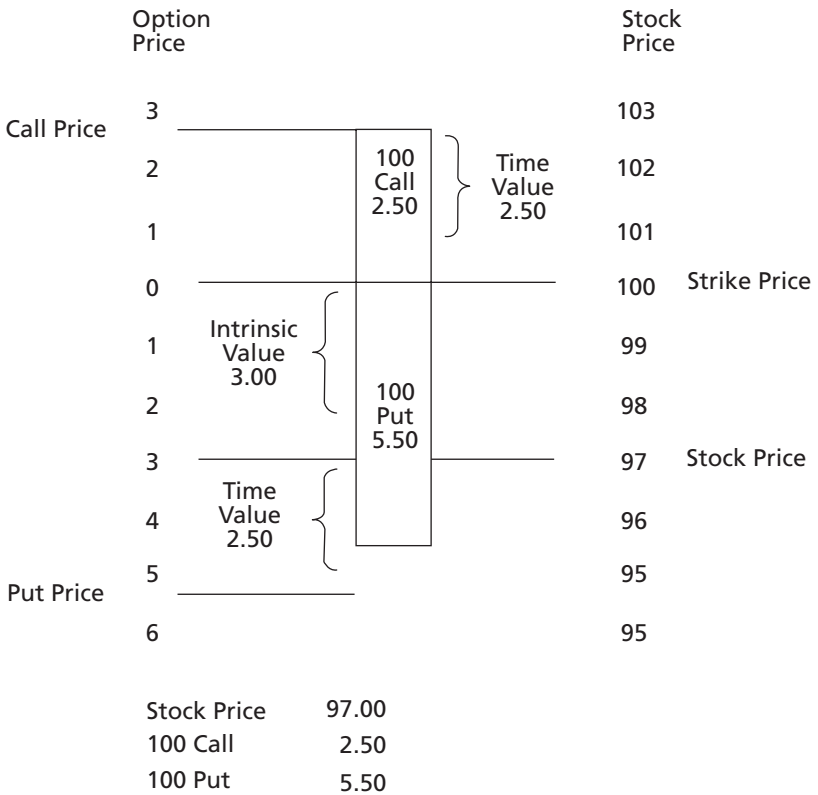 Option
Price
Stock
Price
3
103
Call Price
2
100
Call
2.50
Time
Value
2.50
102
1
101
0
100
Strike Price
Intrinsic
Value
3.00
1
99
2
100
Put
5.50
98
3
97
Stock Price
Time
Value
2.50
4
96
5
95
Put Price
6
95
Stock Price 97.00
100 Call 2.50
100 Put 5.50